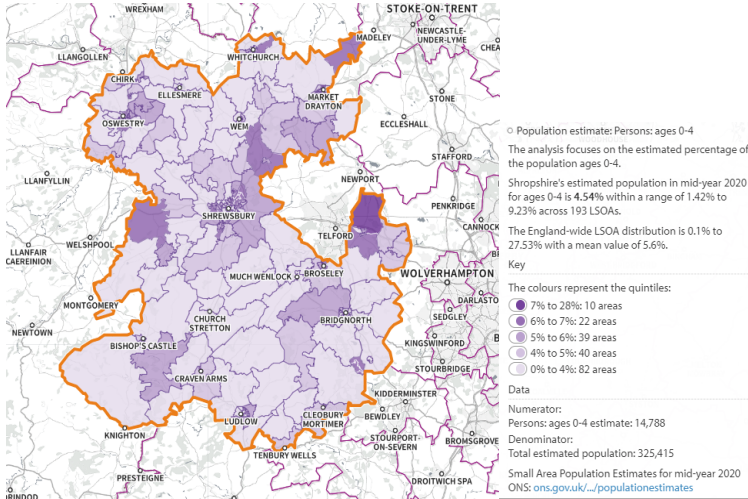 WREXHAM
STOKE-ON-TRENT
MADELEY
NEWCASTLE-
UNDER-LYME
CHEA
LLANGOLLEN
WHITCHURCH
CHIRK
ELLESMERE
MARKET
DRAYTON
STONE
OSWESTRY
WEM
ECCLESHALL
STAFFORD
LLANFYLLIN
NEWPORT
PENKRIDGE
SHREWSBURY
CANNOCK
TELFORD
WELSHPOOL
LLANFAIR
CAEREINION
MUCH WENLOCK
BROSELEY
WOLVERHAMPTON
MONTGOMERY
DARLASTO
SEDGLEY
NEWTOWN
CHURCH
STRETTON
BRIDGNORTH
BISHOP'S CASTLE
KINGSWINFORD
STOURBRIDGE
CRAVEN ARMS
KIDDERMINSTER
LUDLOW
CLEOBURY
MORTIMER
BEWDLEY
KNIGHTON
STOURPORT-
ON-SEVERN
BROMSGROVE
TENBURY WELLS
PRESTEIGNE
DROITWICH SPA
RINDOD
Population estimate: Persons: ages 0-4
The analysis focuses on the estimated percentage of
the population ages 0-4.
Shropshire's estimated population in mid-year 2020
for ages 0-4 is 4.54% within a range of 1.42% to
9.23% across 193 LSOAs.
The England-wide LSOA distribution is 0.1% to
27.53% with a mean value of 5.6%.
Key
The colours represent the quintiles:
7% to 28%: 10 areas
6% to 7%: 22 areas
5% to 6%: 39 areas
4% to 5%: 40 areas
0% to 4%: 82 areas
Data
Numerator:
Persons: ages 0-4 estimate: 14,788
Denominator:
Total estimated population: 325,415
Small Area Population Estimates for mid-year 2020
ONS: ons.gov.uk/.../populationestimates